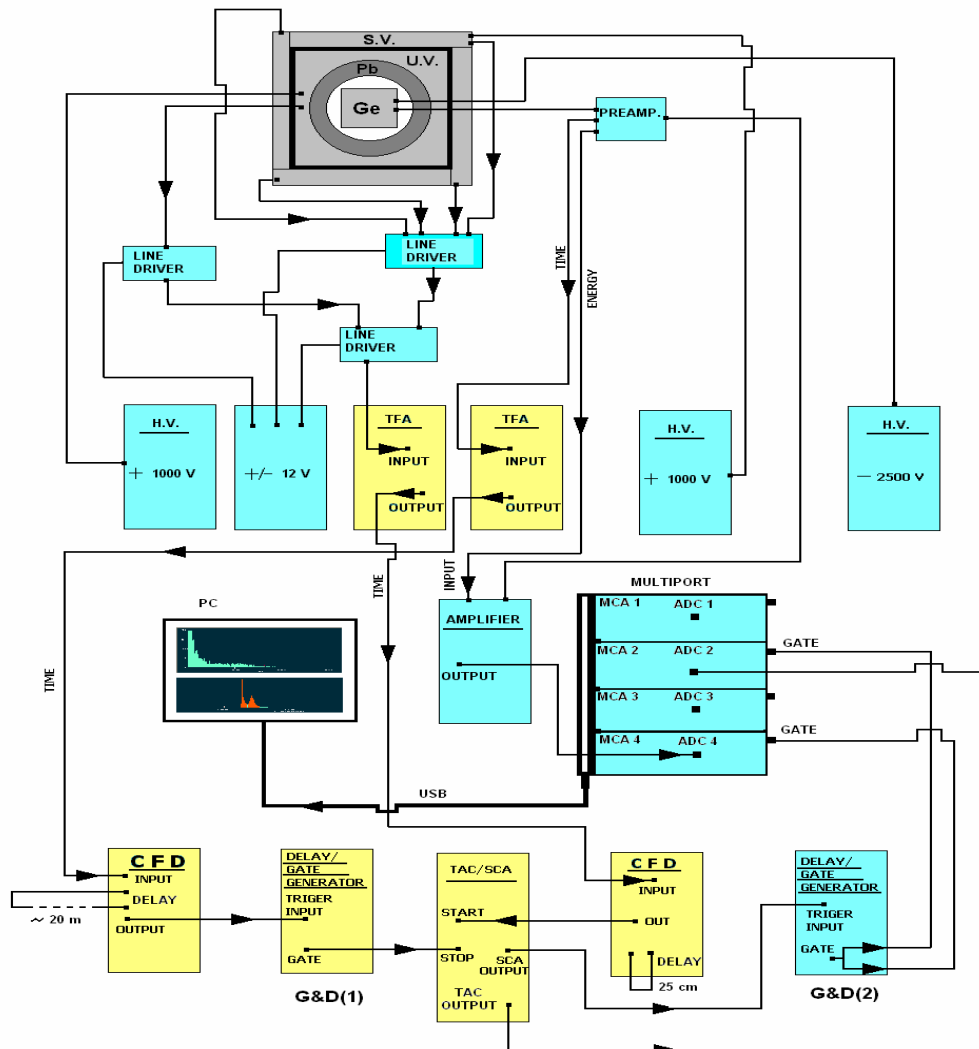 S.V.
U.V.
Pb
Ge
PREAMP.
LINE
DRIVER
LINE
DRIVER
TIME
ENERGY
LINE
DRIVER
H.V.
+ 1000 V
+/- 12 V
TFA
INPUT
OUTPUT
TFA
INPUT
OUTPUT
H.V.
+ 1000 V
H.V.
- 2500 V
TIME
INPUT
MULTIPORT
PC
AMPLIFIER
OUTPUT
MCA 1 ADC 1
MCA 2 ADC 2
MCA 3 ADC 3
MCA 4 ADC 4
GATE
GATE
TIME
USB
CFD
INPUT
DELAY
OUTPUT
~ 20 m
DELAY/
GATE
GENERATOR
TRIGER
INPUT
GATE
G&D(1)
TAC/SCA
START
STOP
SCA
OUTPUT
TAC
OUTPUT
CFD
INPUT
OUT
DELAY
25 cm
DELAY/
GATE
GENERATOR
TRIGER
INPUT
GATE
G&D(2)